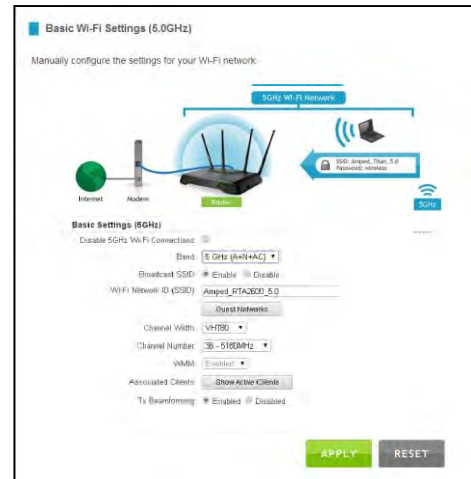 Basic Wi-Fi Settings (5.0GHz)
Manually configure the settings for your Wi-Fi network
5GHz Wi-Fi Network
SSID: Amped_Titan_5.0
Password: wireless
Internet
Modem
Router
5GHz
Basic Settings (5GHz)
Disable 5GHz Wi-Fi Connections:
Band: 5 GHz (A+N+AC)
Broadcast SSID: Enable Disable
Wi-Fi Network ID (SSID): Amped_RTA2600_5.0
Guest Networks
Channel Width: VHT80
Channel Number: 36 - 5180MHz
WMM: Enabled
Associated Clients: Show Active Clients
Tx Beamforming: Enabled Disabled
APPLY RESET